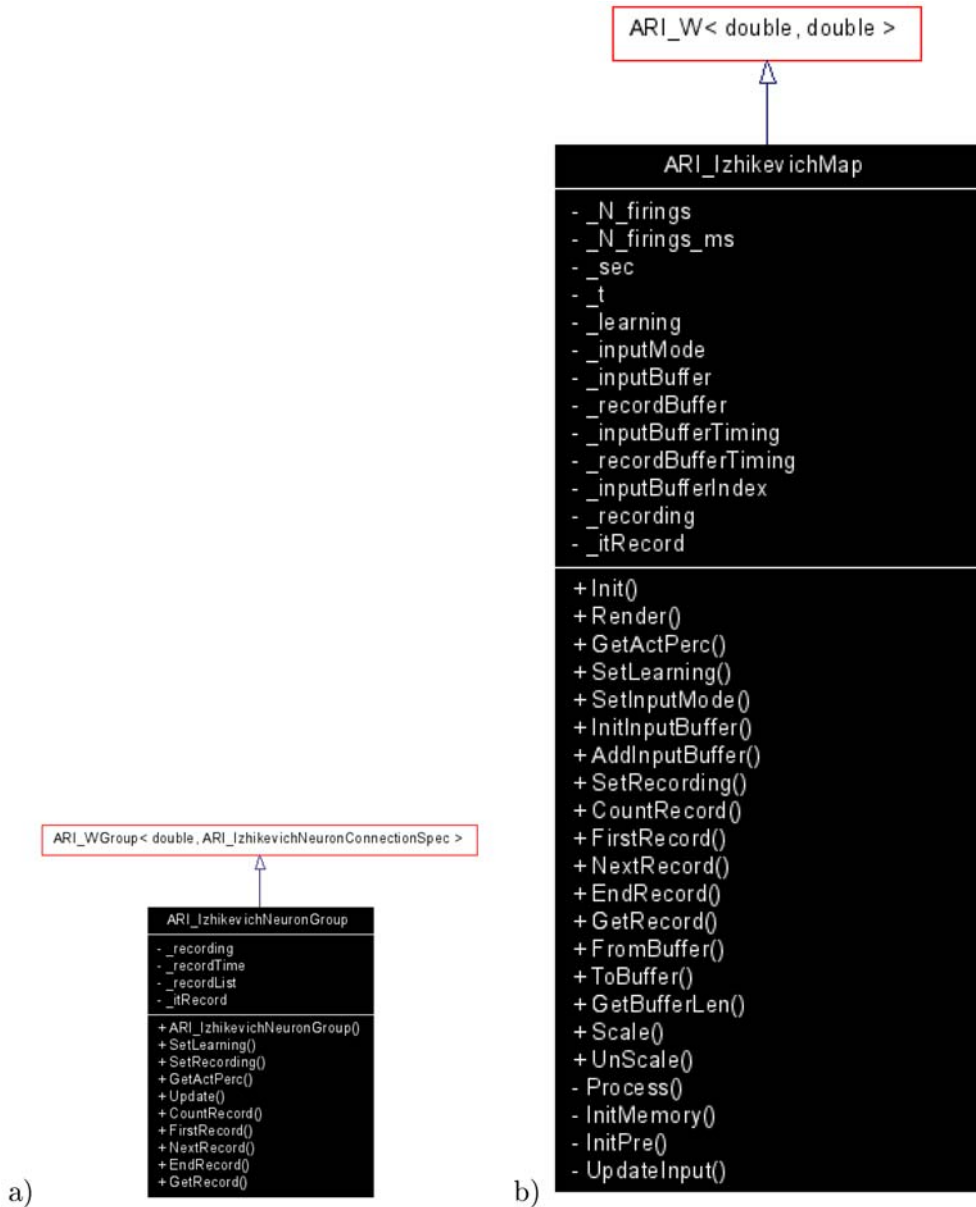 ARI_WGroup< double, ARI_IzhikevichNeuronConnectionSpec >
ARI_IzhikevichNeuronGroup
- _recording
- _recordTime
- _recordList
- _itRecord
+ ARI_IzhikevichNeuronGroup()
+ SetLearning()
+ SetRecording()
+ GetActPerc()
+ Update()
+ CountRecord()
+ FirstRecord()
+ NextRecord()
+ EndRecord()
+ GetRecord()
a)
ARI_W< double, double >
ARI_IzhikevichMap
- _N_firings
- _N_firings_ms
- _sec
- _t
- _learning
- _inputMode
- _inputBuffer
- _recordBuffer
- _inputBufferTiming
- _recordBufferTiming
- _inputBufferIndex
- _recording
- _itRecord
+ Init()
+ Render()
+ GetActPerc()
+ SetLearning()
+ SetInputMode()
+ InitInputBuffer()
+ AddInputBuffer()
+ SetRecording()
+ CountRecord()
+ FirstRecord()
+ NextRecord()
+ EndRecord()
+ GetRecord()
+ FromBuffer()
+ ToBuffer()
+ GetBufferLen()
+ Scale()
+ UnScale()
- Process()
- InitMemory()
- InitPre()
- UpdateInput()
b)